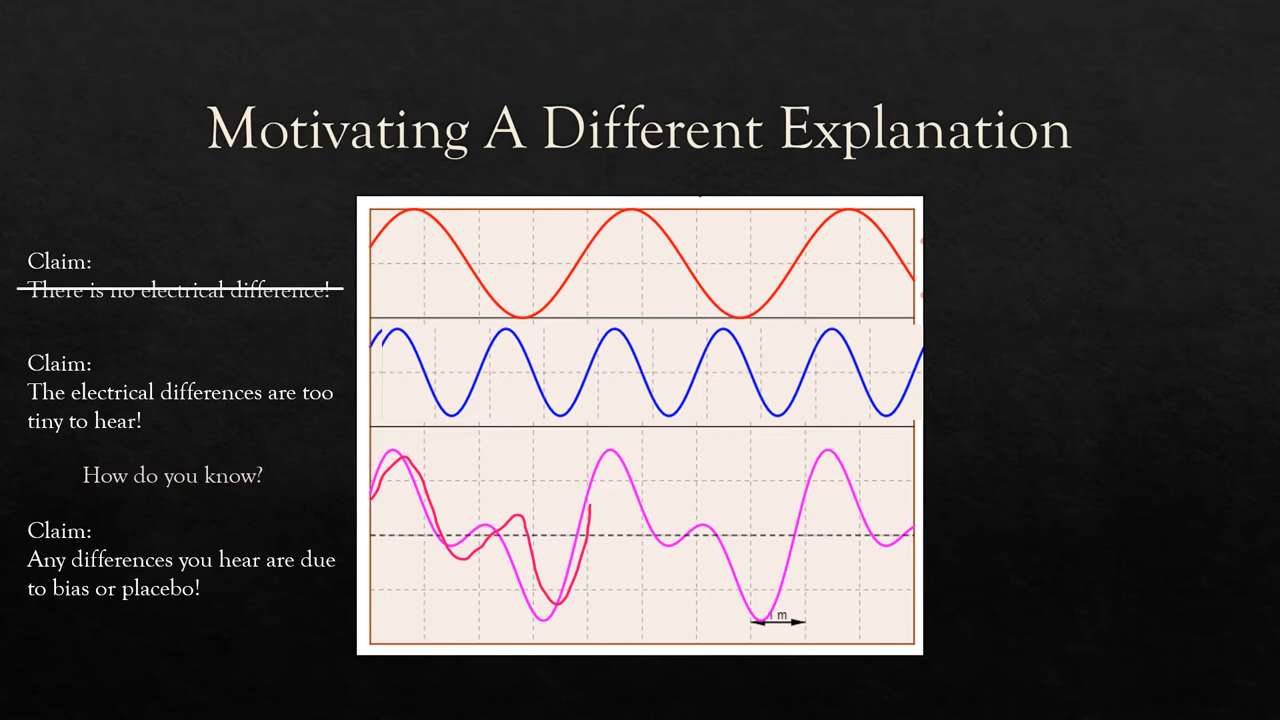 Motivating A Different Explanation
Claim:
There is no electrical difference!
Claim:
The electrical differences are too
tiny to hear!
How do you know?
Claim:
Any differences you hear are due
to bias or placebo!
m